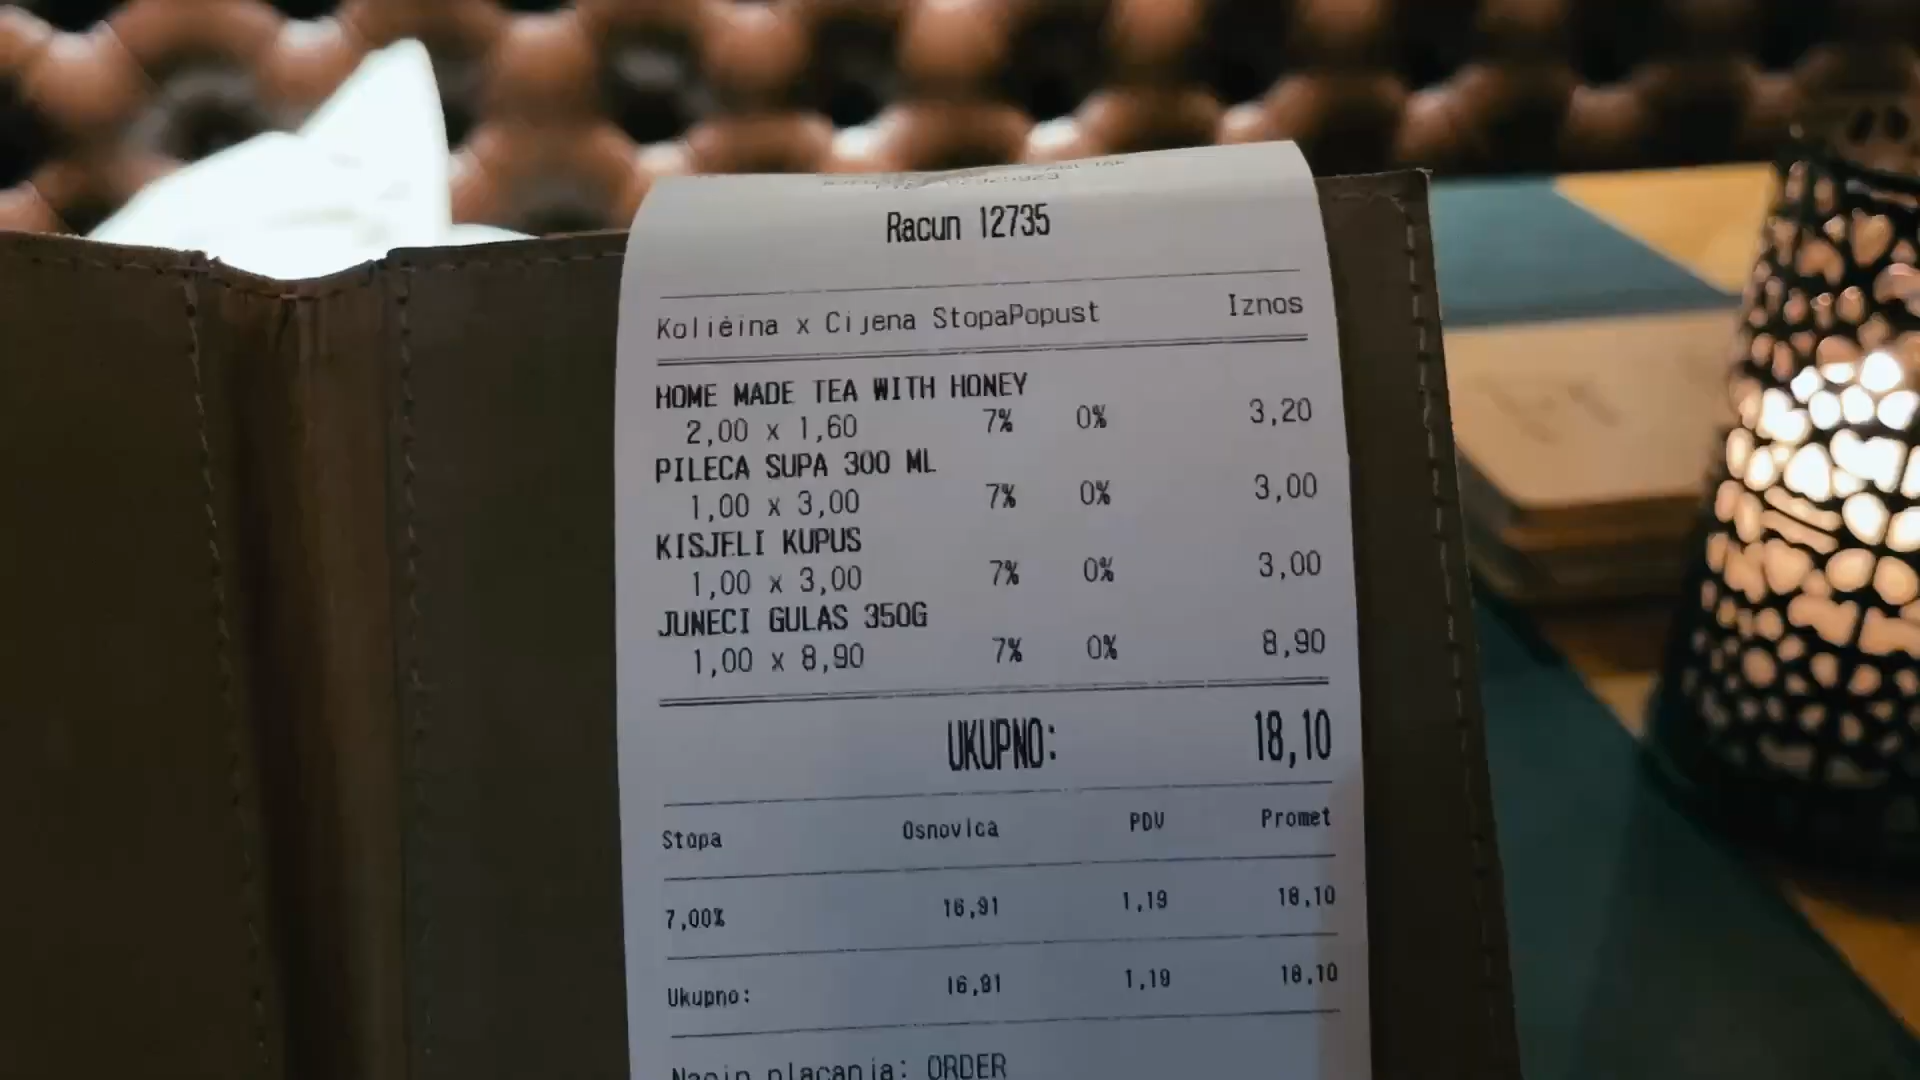 Racun 12735
Količina x Cijena StopaPopust Iznos
HOME MADE TEA WITH HONEY
2,00 x 1,60 7% 0% 3,20
PILECA SUPA 300 ML
1,00 x 3,00 7% 0% 3,00
KISJELI KUPUS
1,00 x 3,00 7% 0% 3,00
JUNECI GULAS 350G
1,00 x 8,90 7% 0% 8,90
UKUPNO: 18,10
Stopa Osnovica PDV Promet
7,00% 16,91 1,19 18,10
Ukupno: 16,91 1,19 18,10
Nacin placanja: ORDER